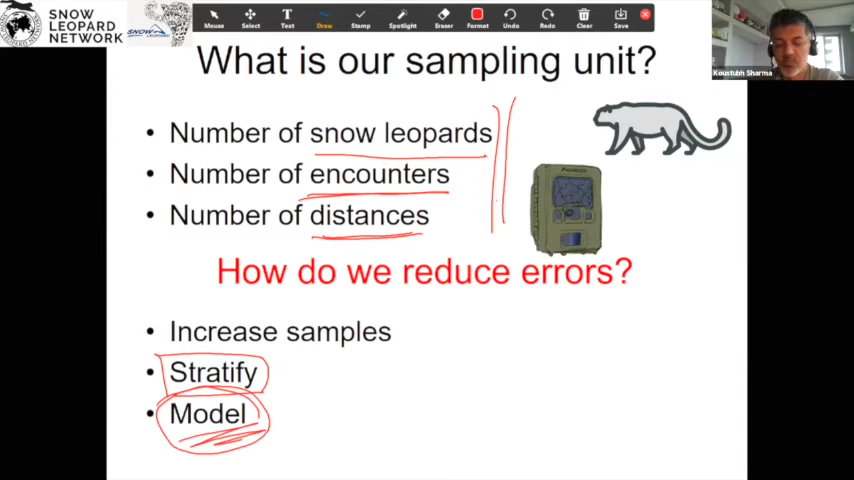 SNOW
LEOPARD
NETWORK
SNOW
LEOPARD
Mouse
Select
Text
Draw
Stamp
Spotlight
Eraser
Format
Undo
Redo
Clear
Save
Koustubh Sharma
What is our sampling unit?
• Number of snow leopards
• Number of encounters
• Number of distances
How do we reduce errors?
• Increase samples
• Stratify
• Model